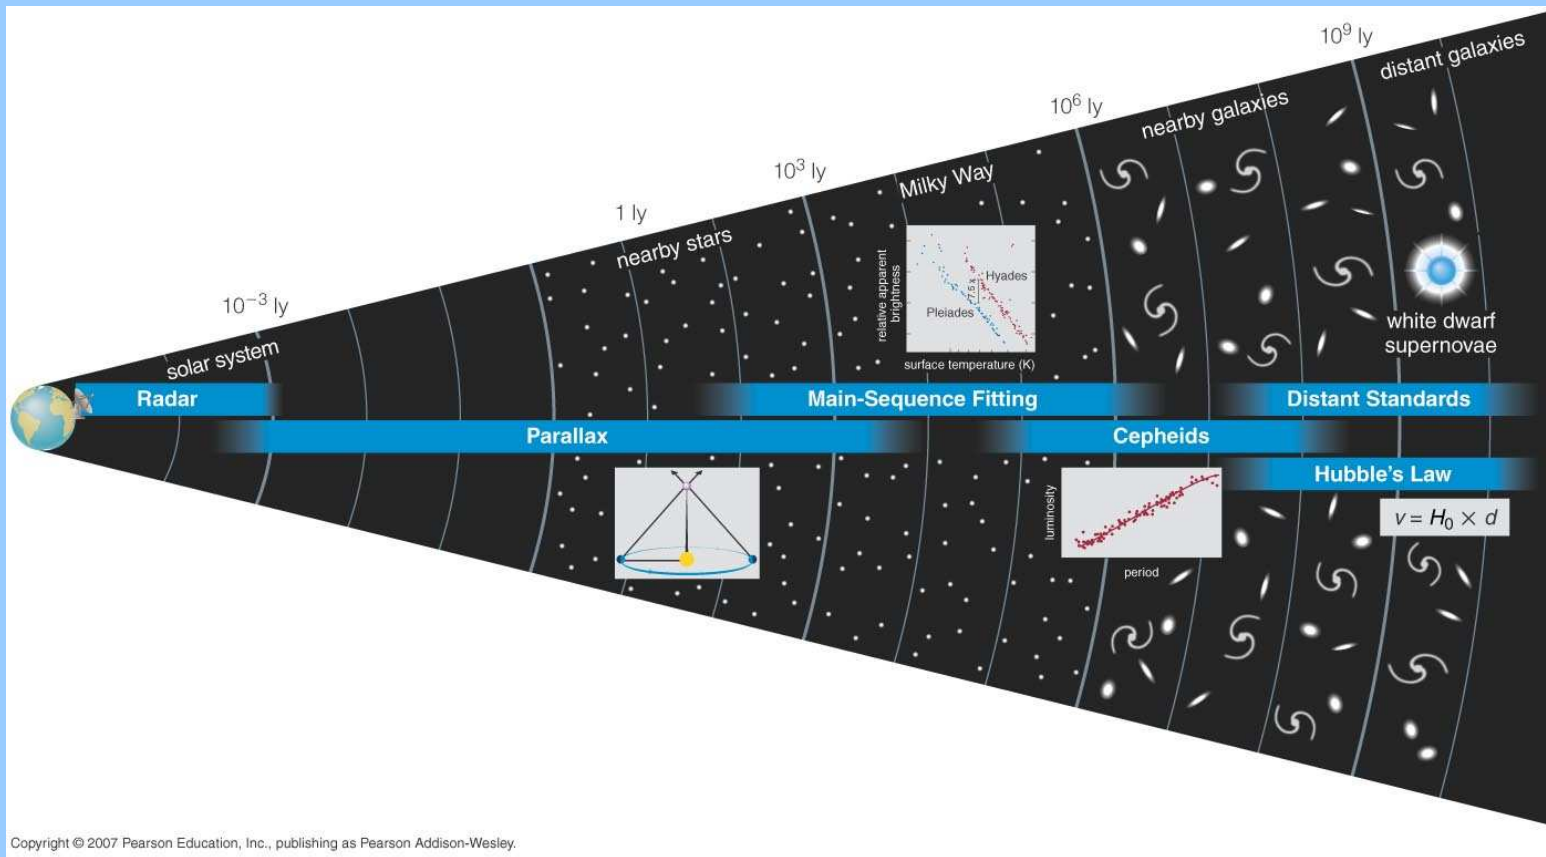 10⁻³ ly
1 ly
10³ ly
10⁶ ly
10⁹ ly
solar system
nearby stars
Milky Way
nearby galaxies
distant galaxies
relative apparent
brightness
Hyades
7.5 x
Pleiades
surface temperature (K)
white dwarf
supernovae
Radar
Main-Sequence Fitting
Distant Standards
Parallax
Cepheids
Hubble's Law
luminosity
period
v = H₀ × d
Copyright © 2007 Pearson Education, Inc., publishing as Pearson Addison-Wesley.